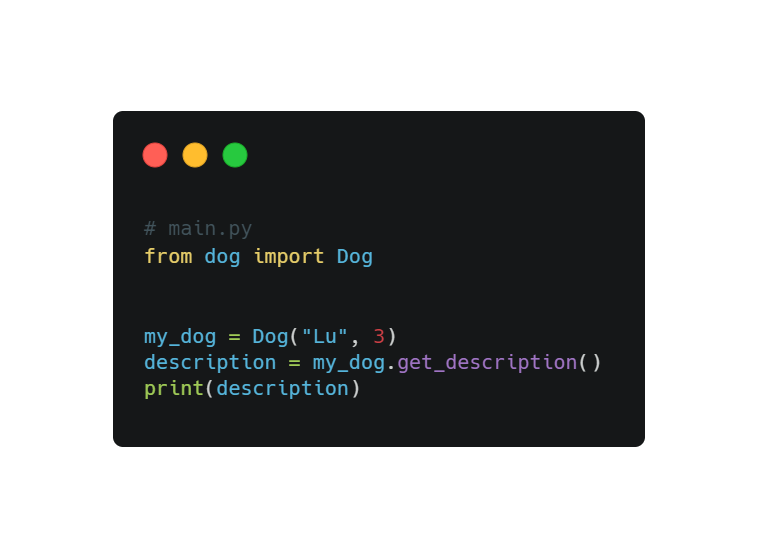 # main.py
from dog import Dog
my_dog = Dog("Lu", 3)
description = my_dog.get_description()
print(description)